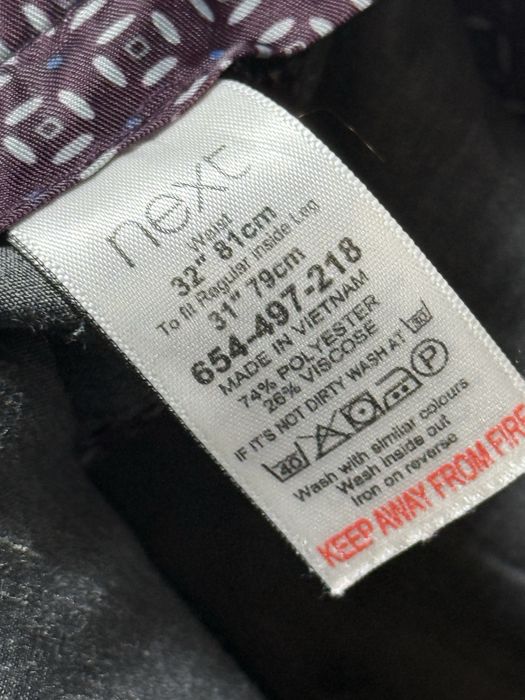 next
Waist
32" 81cm
To fit Regular Inside Leg
31" 79cm
654-497-218
MADE IN VIETNAM
74% POLYESTER
26% VISCOSE
IF IT'S NOT DIRTY WASH AT 30
40 P
Wash with similar colours
Wash inside out
Iron on reverse
KEEP AWAY FROM FIRE